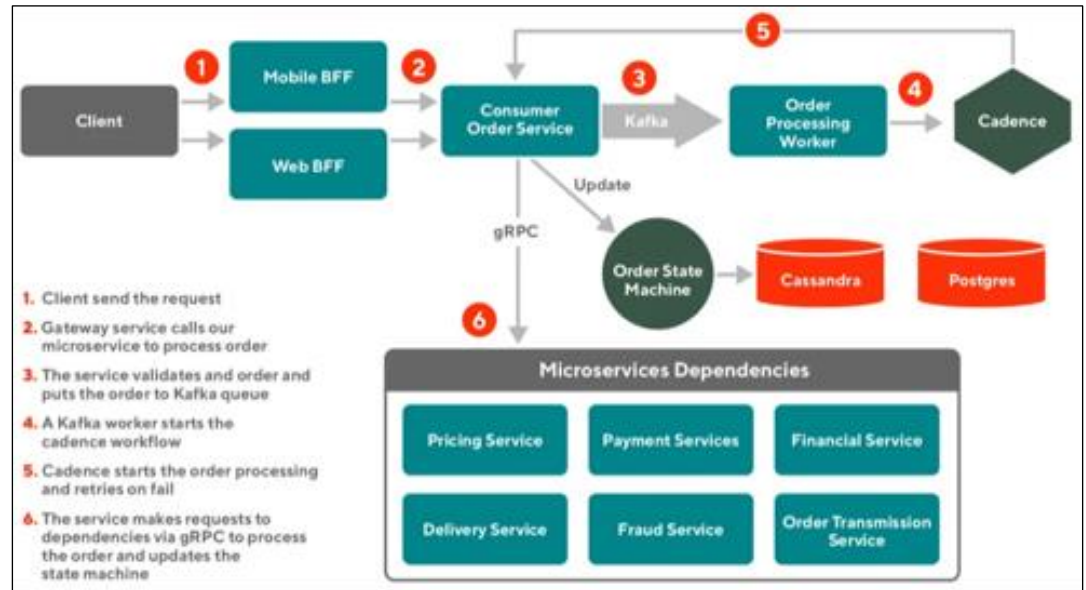 5
1
Mobile BFF
2
3
4
Client
Consumer
Order Service
Kafka
Order
Processing
Worker
Cadence
Web BFF
Update
gRPC
Order State
Machine
Cassandra
Postgres
1. Client send the request
2. Gateway service calls our
microservice to process order
3. The service validates and order and
puts the order to Kafka queue
4. A Kafka worker starts the
cadence workflow
5. Cadence starts the order processing
and retries on fail
6. The service makes requests to
dependencies via gRPC to process
the order and updates the
state machine
6
Microservices Dependencies
Pricing Service
Payment Services
Financial Service
Delivery Service
Fraud Service
Order Transmission
Service